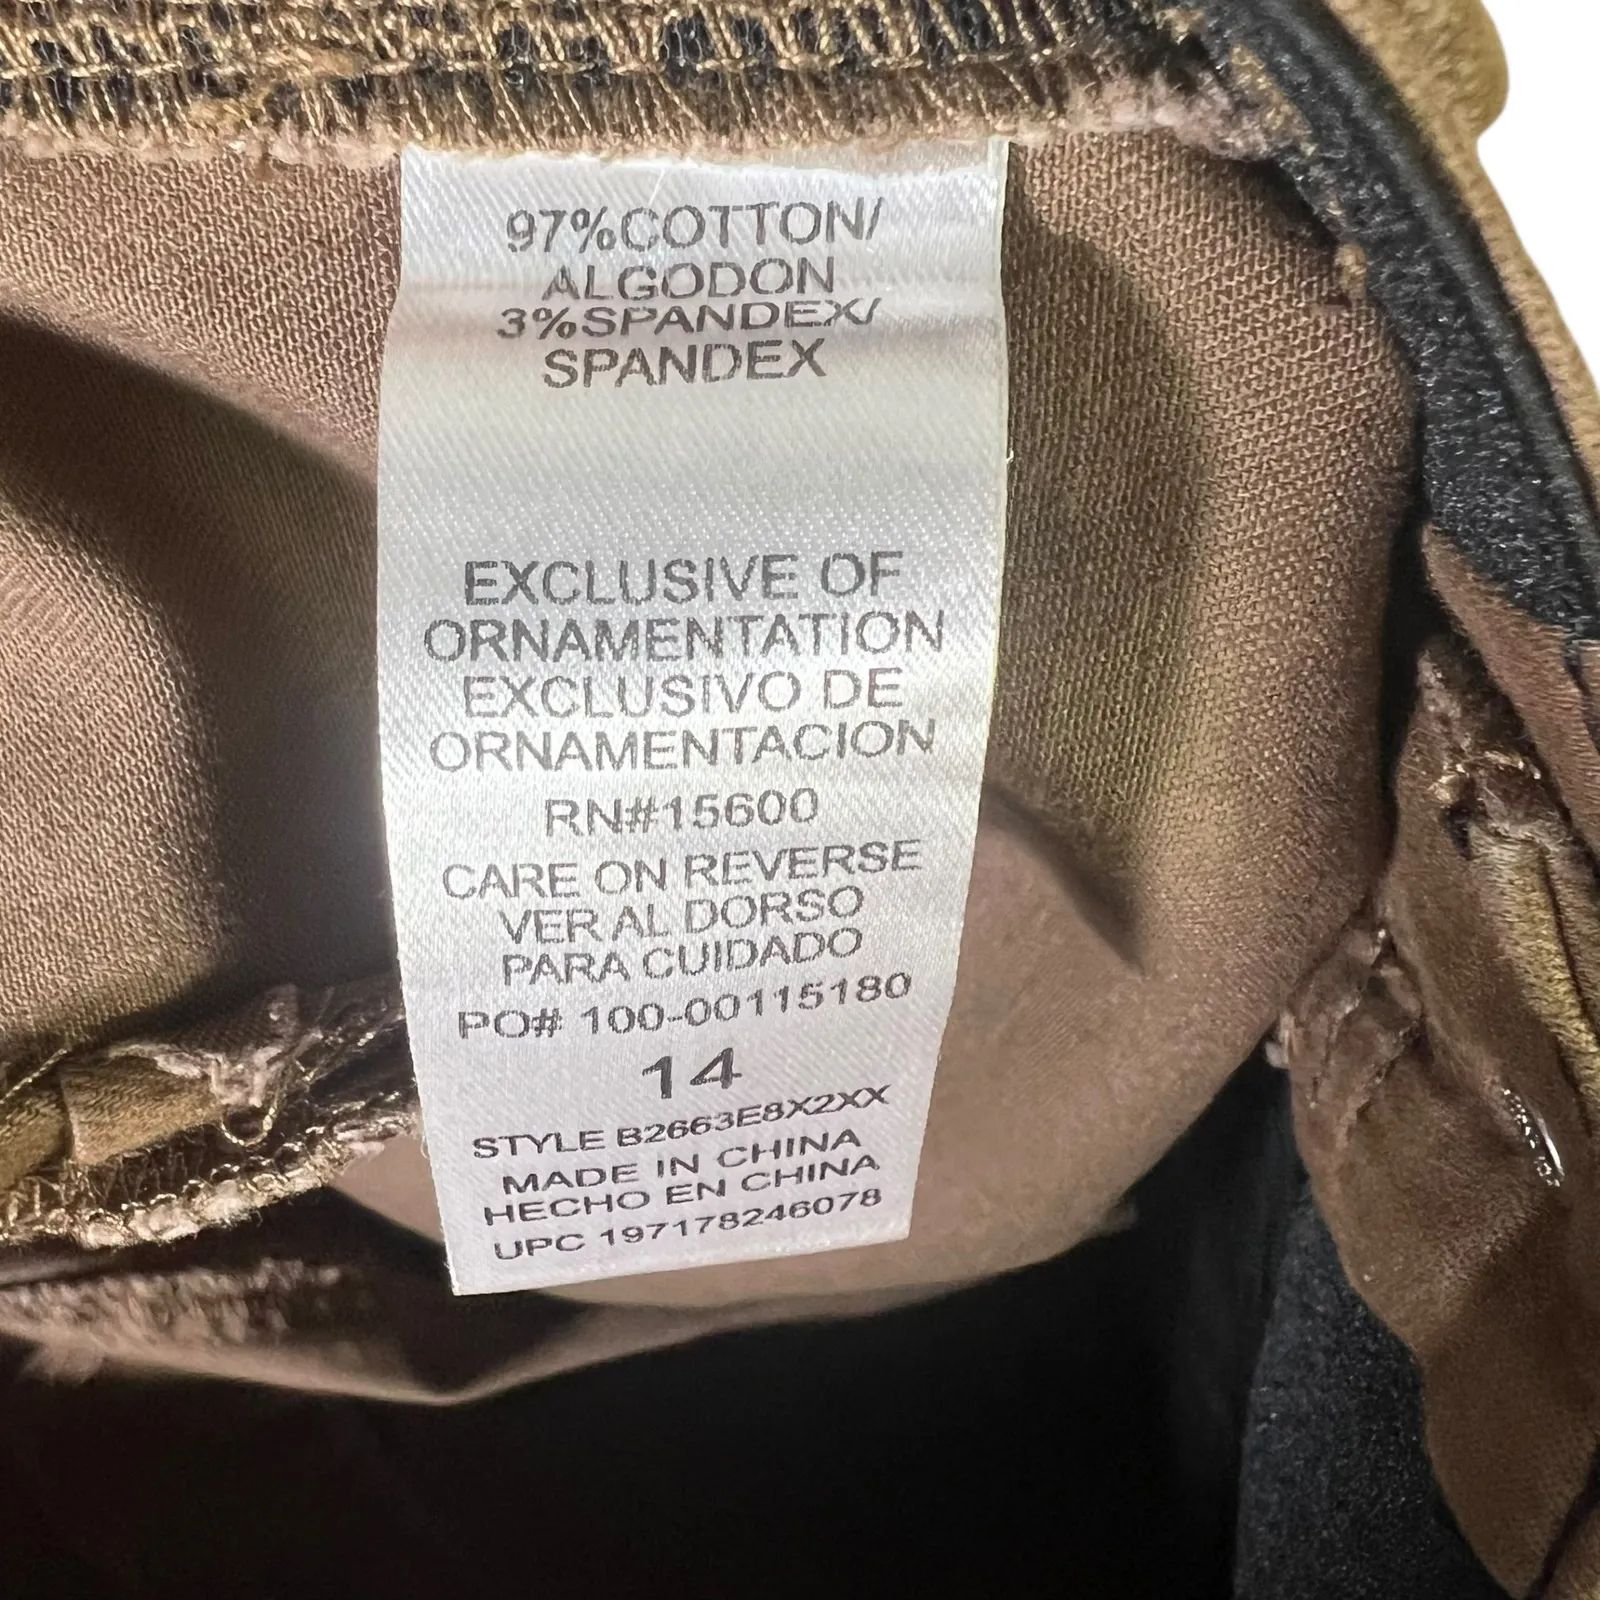 97%COTTON/
ALGODON
3%SPANDEX/
SPANDEX
EXCLUSIVE OF
ORNAMENTATION
EXCLUSIVO DE
ORNAMENTACION
RN#15600
CARE ON REVERSE
VER AL DORSO
PARA CUIDADO
PO# 100-00115180
14
STYLE B2663E8X2XX
MADE IN CHINA
HECHO EN CHINA
UPC 197178246078